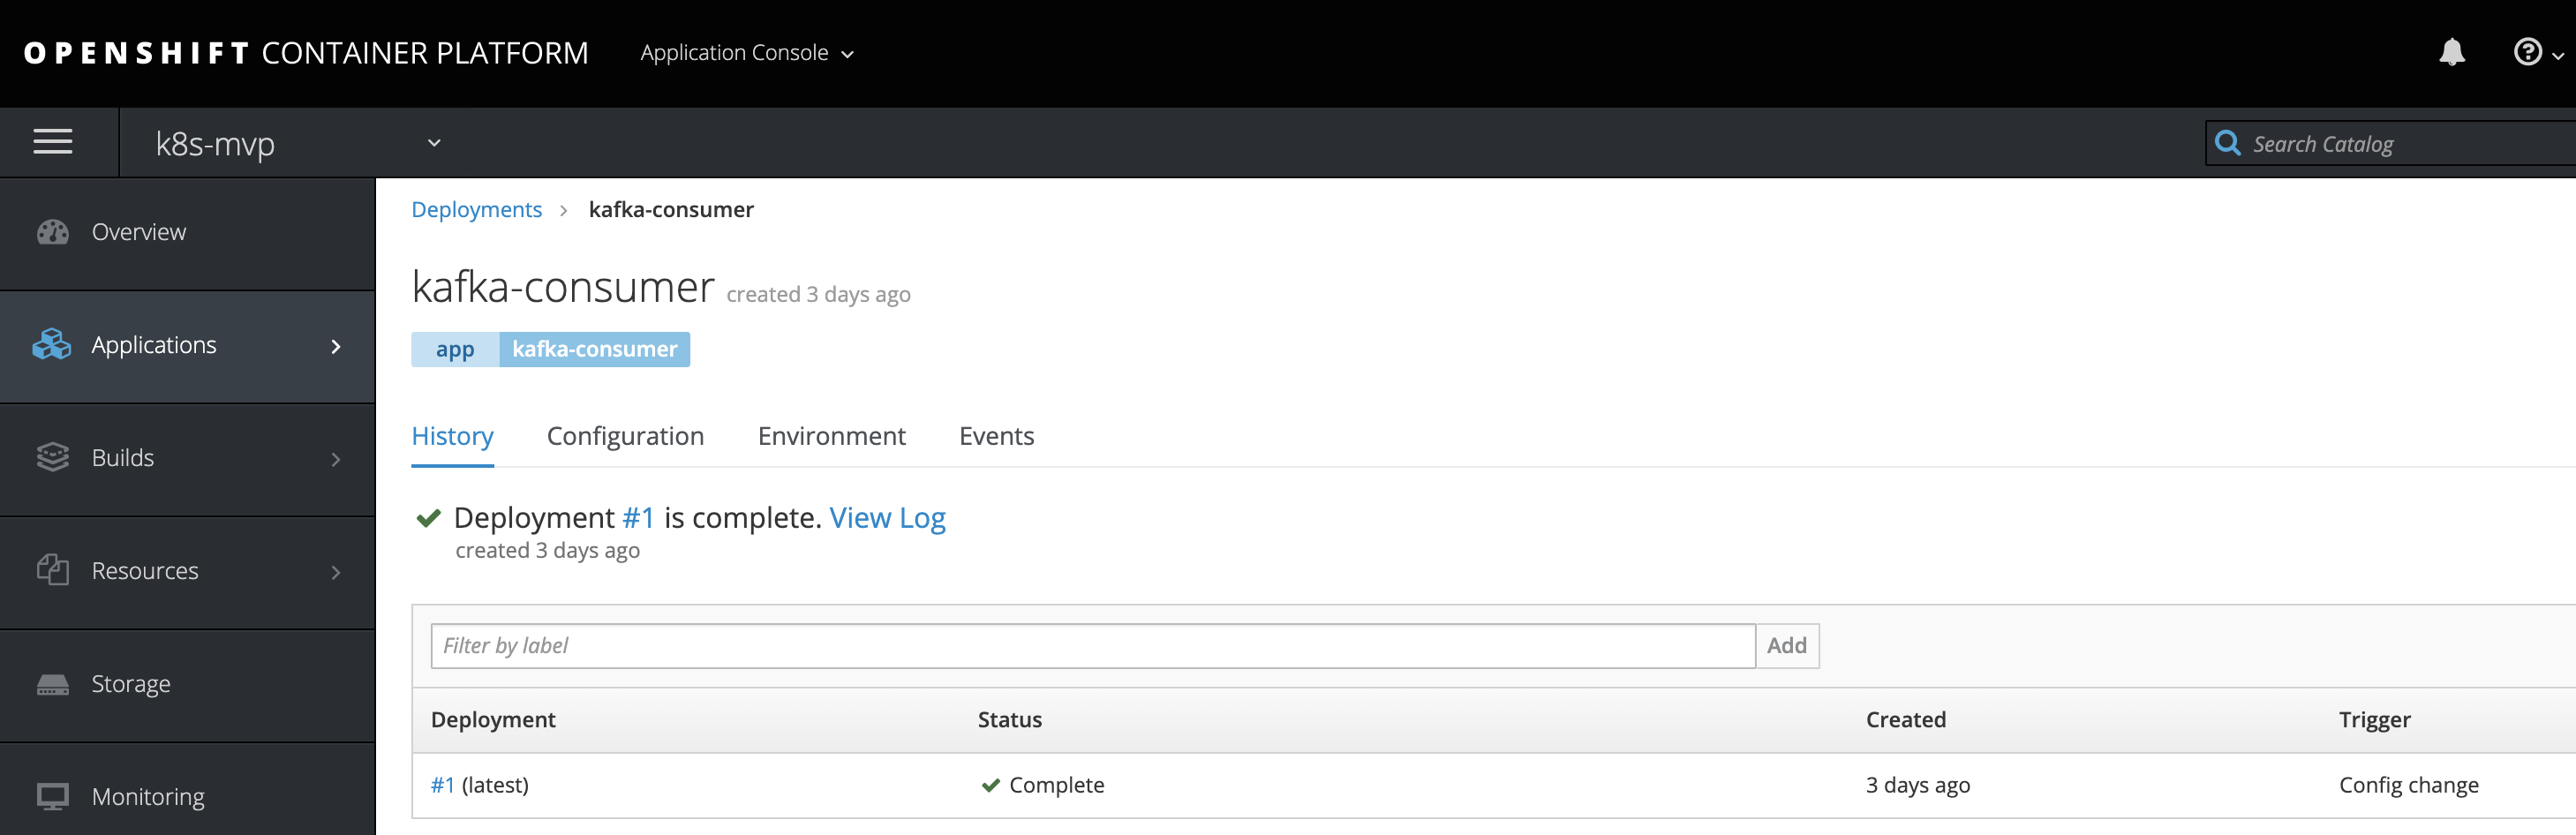 OPENSHIFT CONTAINER PLATFORM
Application Console
k8s-mvp
Search Catalog
Overview
Applications
Builds
Resources
Storage
Monitoring
Deployments > kafka-consumer
kafka-consumer created 3 days ago
app kafka-consumer
History Configuration Environment Events
Deployment #1 is complete. View Log
created 3 days ago
Filter by label Add
Deployment Status Created Trigger
#1 (latest) Complete 3 days ago Config change